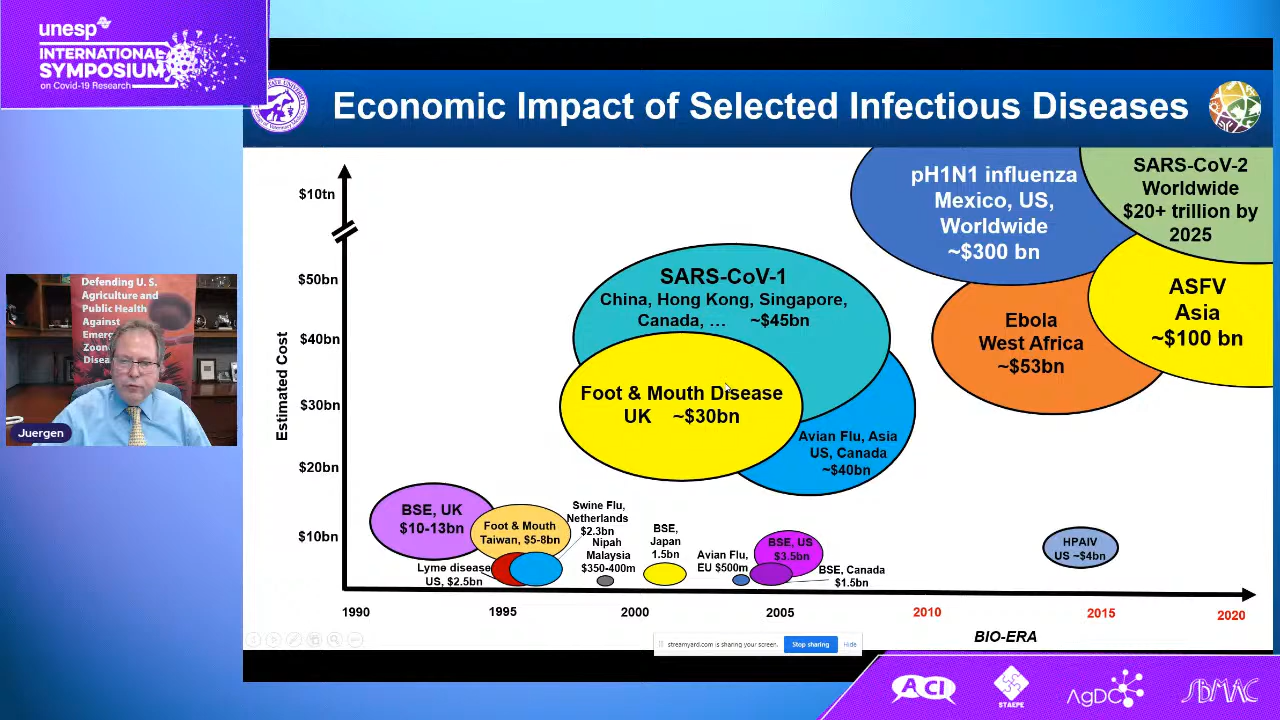 unesp
INTERNATIONAL
SYMPOSIUM
on Covid-19 Research
Economic Impact of Selected Infectious Diseases
Defending U. S.
Agriculture and
Public Health
Against
Juergen
Estimated Cost
$10tn
$50bn
$40bn
$30bn
$20bn
$10bn
pH1N1 influenza
Mexico, US,
Worldwide
~$300 bn
SARS-CoV-2
Worldwide
$20+ trillion by
2025
SARS-CoV-1
China, Hong Kong, Singapore,
Canada, … ~$45bn
Ebola
West Africa
~$53bn
ASFV
Asia
~$100 bn
Foot & Mouth Disease
UK ~$30bn
Avian Flu, Asia
US, Canada
~$40bn
BSE, UK
$10-13bn
Foot & Mouth
Taiwan, $5-8bn
Swine Flu,
Netherlands
$2.3bn
Lyme disease
US, $2.5bn
Nipah
Malaysia
$350-400m
BSE,
Japan
1.5bn
Avian Flu,
EU $500m
BSE, US
$3.5bn
BSE, Canada
$1.5bn
HPAIV
US ~$4bn
1990
1995
2000
2005
2010
2015
2020
BIO-ERA
streamyard.com is sharing your screen.
Stop sharing
Hide
ACI
STAEPE
AgDC
SBMAC